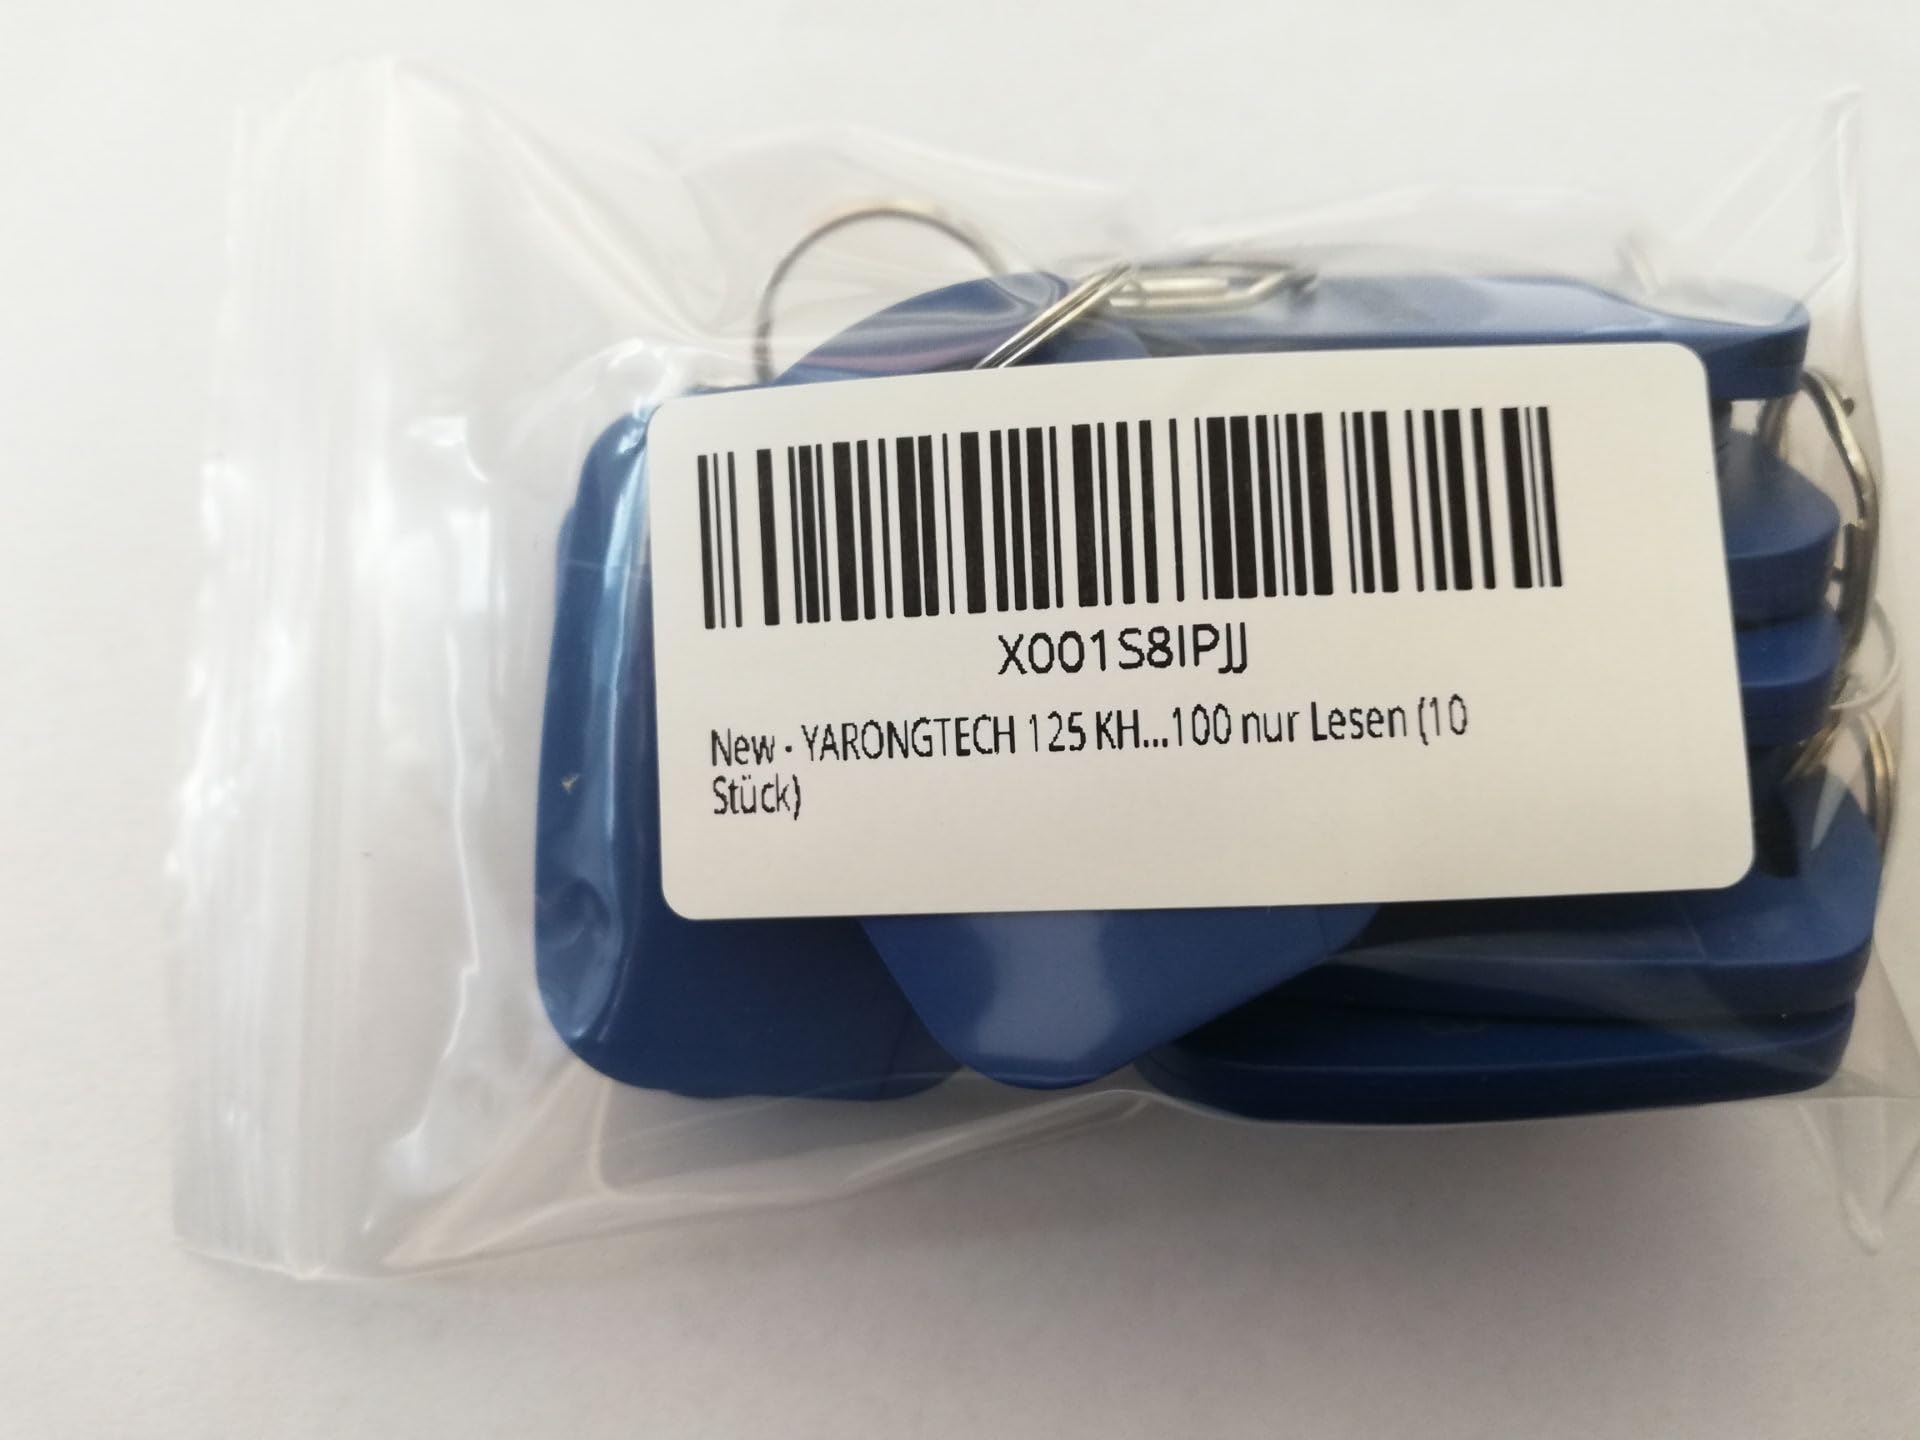 X001S8IPJJ
New - YARONGTECH 125 KH...100 nur Lesen (10
Stück)